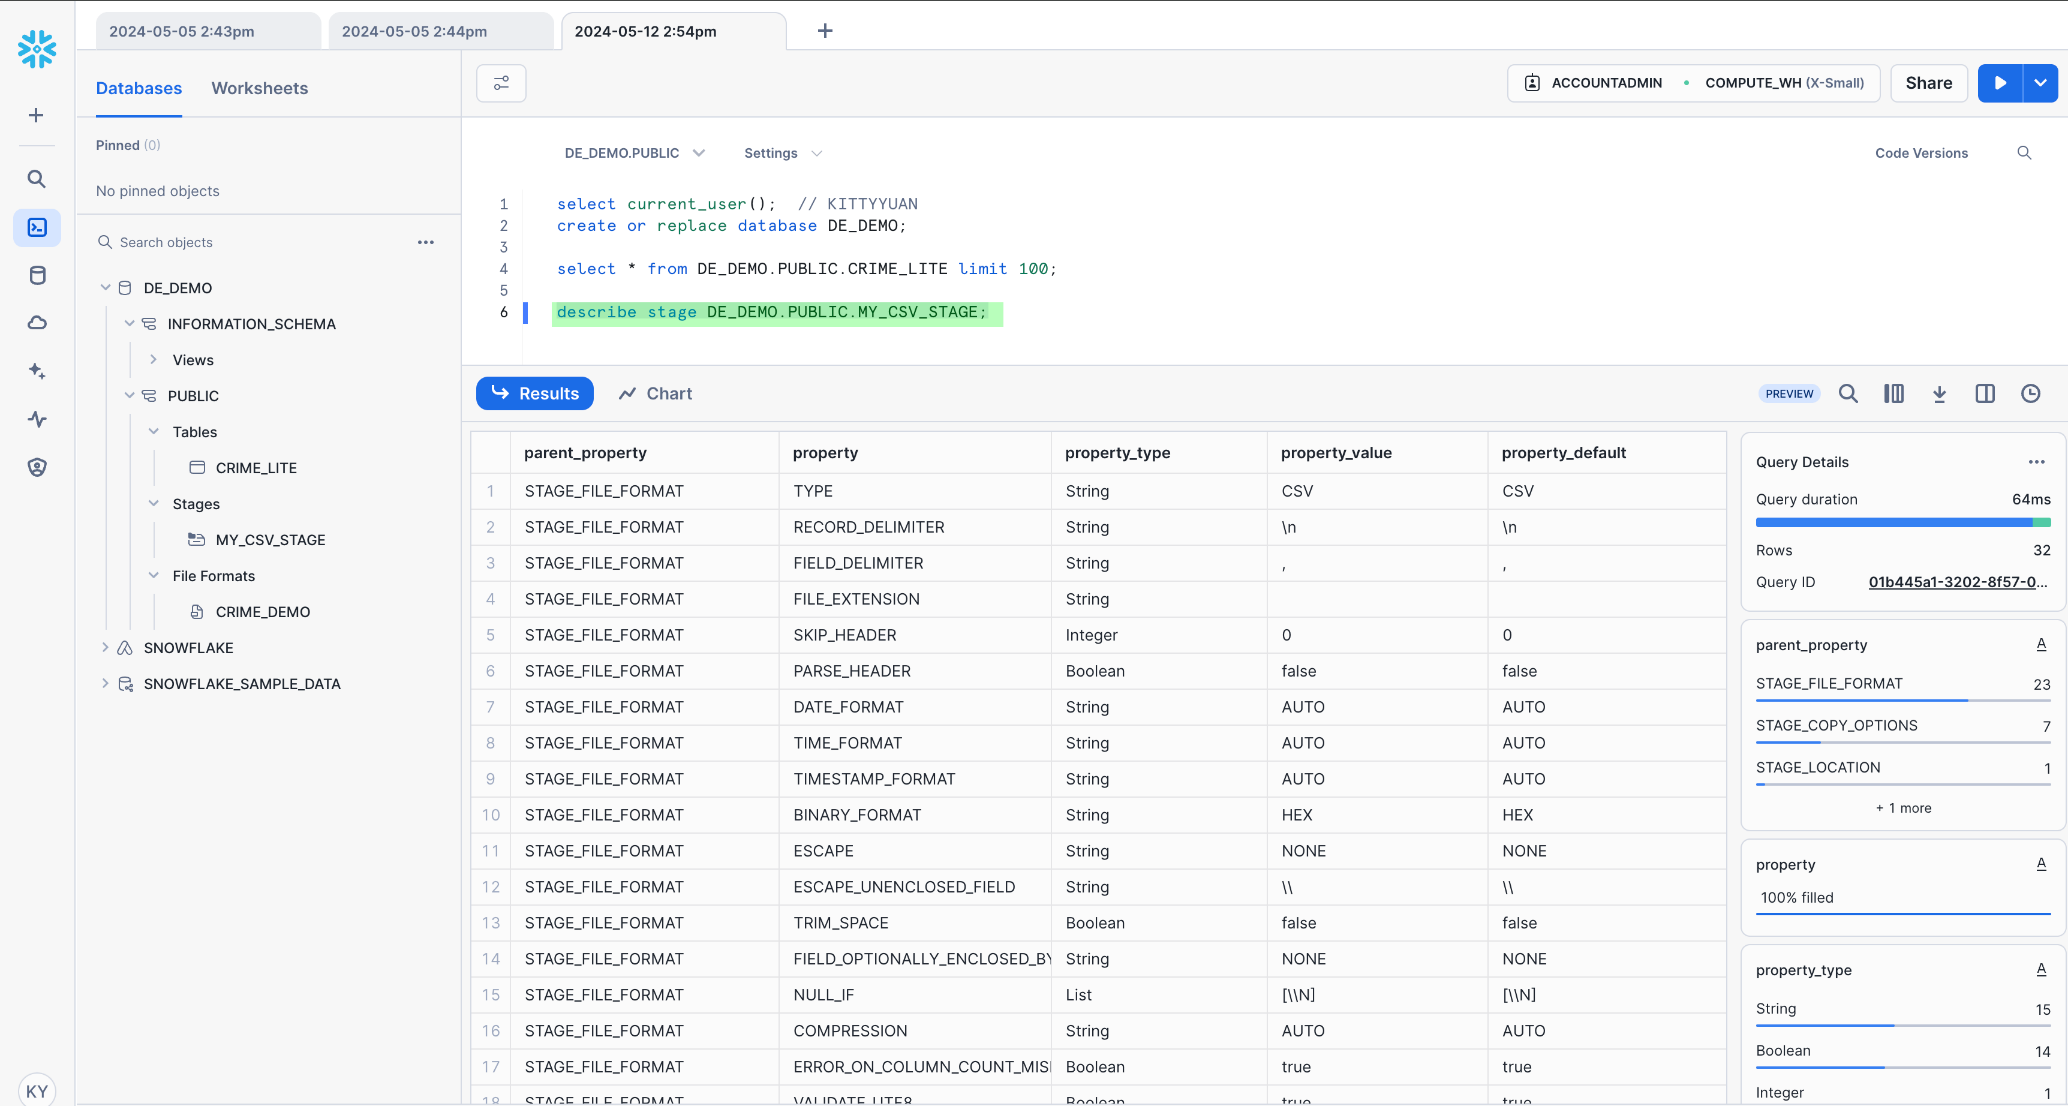 2024-05-05 2:43pm
2024-05-05 2:44pm
2024-05-12 2:54pm
Databases Worksheets
Pinned (0)
No pinned objects
Search objects
DE_DEMO
INFORMATION_SCHEMA
Views
PUBLIC
Tables
CRIME_LITE
Stages
MY_CSV_STAGE
File Formats
CRIME_DEMO
SNOWFLAKE
SNOWFLAKE_SAMPLE_DATA
KY
ACCOUNTADMIN • COMPUTE_WH (X-Small) Share
DE_DEMO.PUBLIC Settings Code Versions
1 select current_user(); // KITTYYUAN
2 create or replace database DE_DEMO;
3
4 select * from DE_DEMO.PUBLIC.CRIME_LITE limit 100;
5
6 describe stage DE_DEMO.PUBLIC.MY_CSV_STAGE;
Results Chart PREVIEW
parent_property property property_type property_value property_default
1 STAGE_FILE_FORMAT TYPE String CSV CSV
2 STAGE_FILE_FORMAT RECORD_DELIMITER String \n \n
3 STAGE_FILE_FORMAT FIELD_DELIMITER String , ,
4 STAGE_FILE_FORMAT FILE_EXTENSION String
5 STAGE_FILE_FORMAT SKIP_HEADER Integer 0 0
6 STAGE_FILE_FORMAT PARSE_HEADER Boolean false false
7 STAGE_FILE_FORMAT DATE_FORMAT String AUTO AUTO
8 STAGE_FILE_FORMAT TIME_FORMAT String AUTO AUTO
9 STAGE_FILE_FORMAT TIMESTAMP_FORMAT String AUTO AUTO
10 STAGE_FILE_FORMAT BINARY_FORMAT String HEX HEX
11 STAGE_FILE_FORMAT ESCAPE String NONE NONE
12 STAGE_FILE_FORMAT ESCAPE_UNENCLOSED_FIELD String \\ \\
13 STAGE_FILE_FORMAT TRIM_SPACE Boolean false false
14 STAGE_FILE_FORMAT FIELD_OPTIONALLY_ENCLOSED_BY String NONE NONE
15 STAGE_FILE_FORMAT NULL_IF List [\\N] [\\N]
16 STAGE_FILE_FORMAT COMPRESSION String AUTO AUTO
17 STAGE_FILE_FORMAT ERROR_ON_COLUMN_COUNT_MIS Boolean true true
18 STAGE_FILE_FORMAT VALIDATE_UTF8 Boolean true true
Query Details ...
Query duration 64ms
Rows 32
Query ID 01b445a1-3202-8f57-0...
parent_property A
STAGE_FILE_FORMAT 23
STAGE_COPY_OPTIONS 7
STAGE_LOCATION 1
+ 1 more
property A
100% filled
property_type A
String 15
Boolean 14
Integer 1